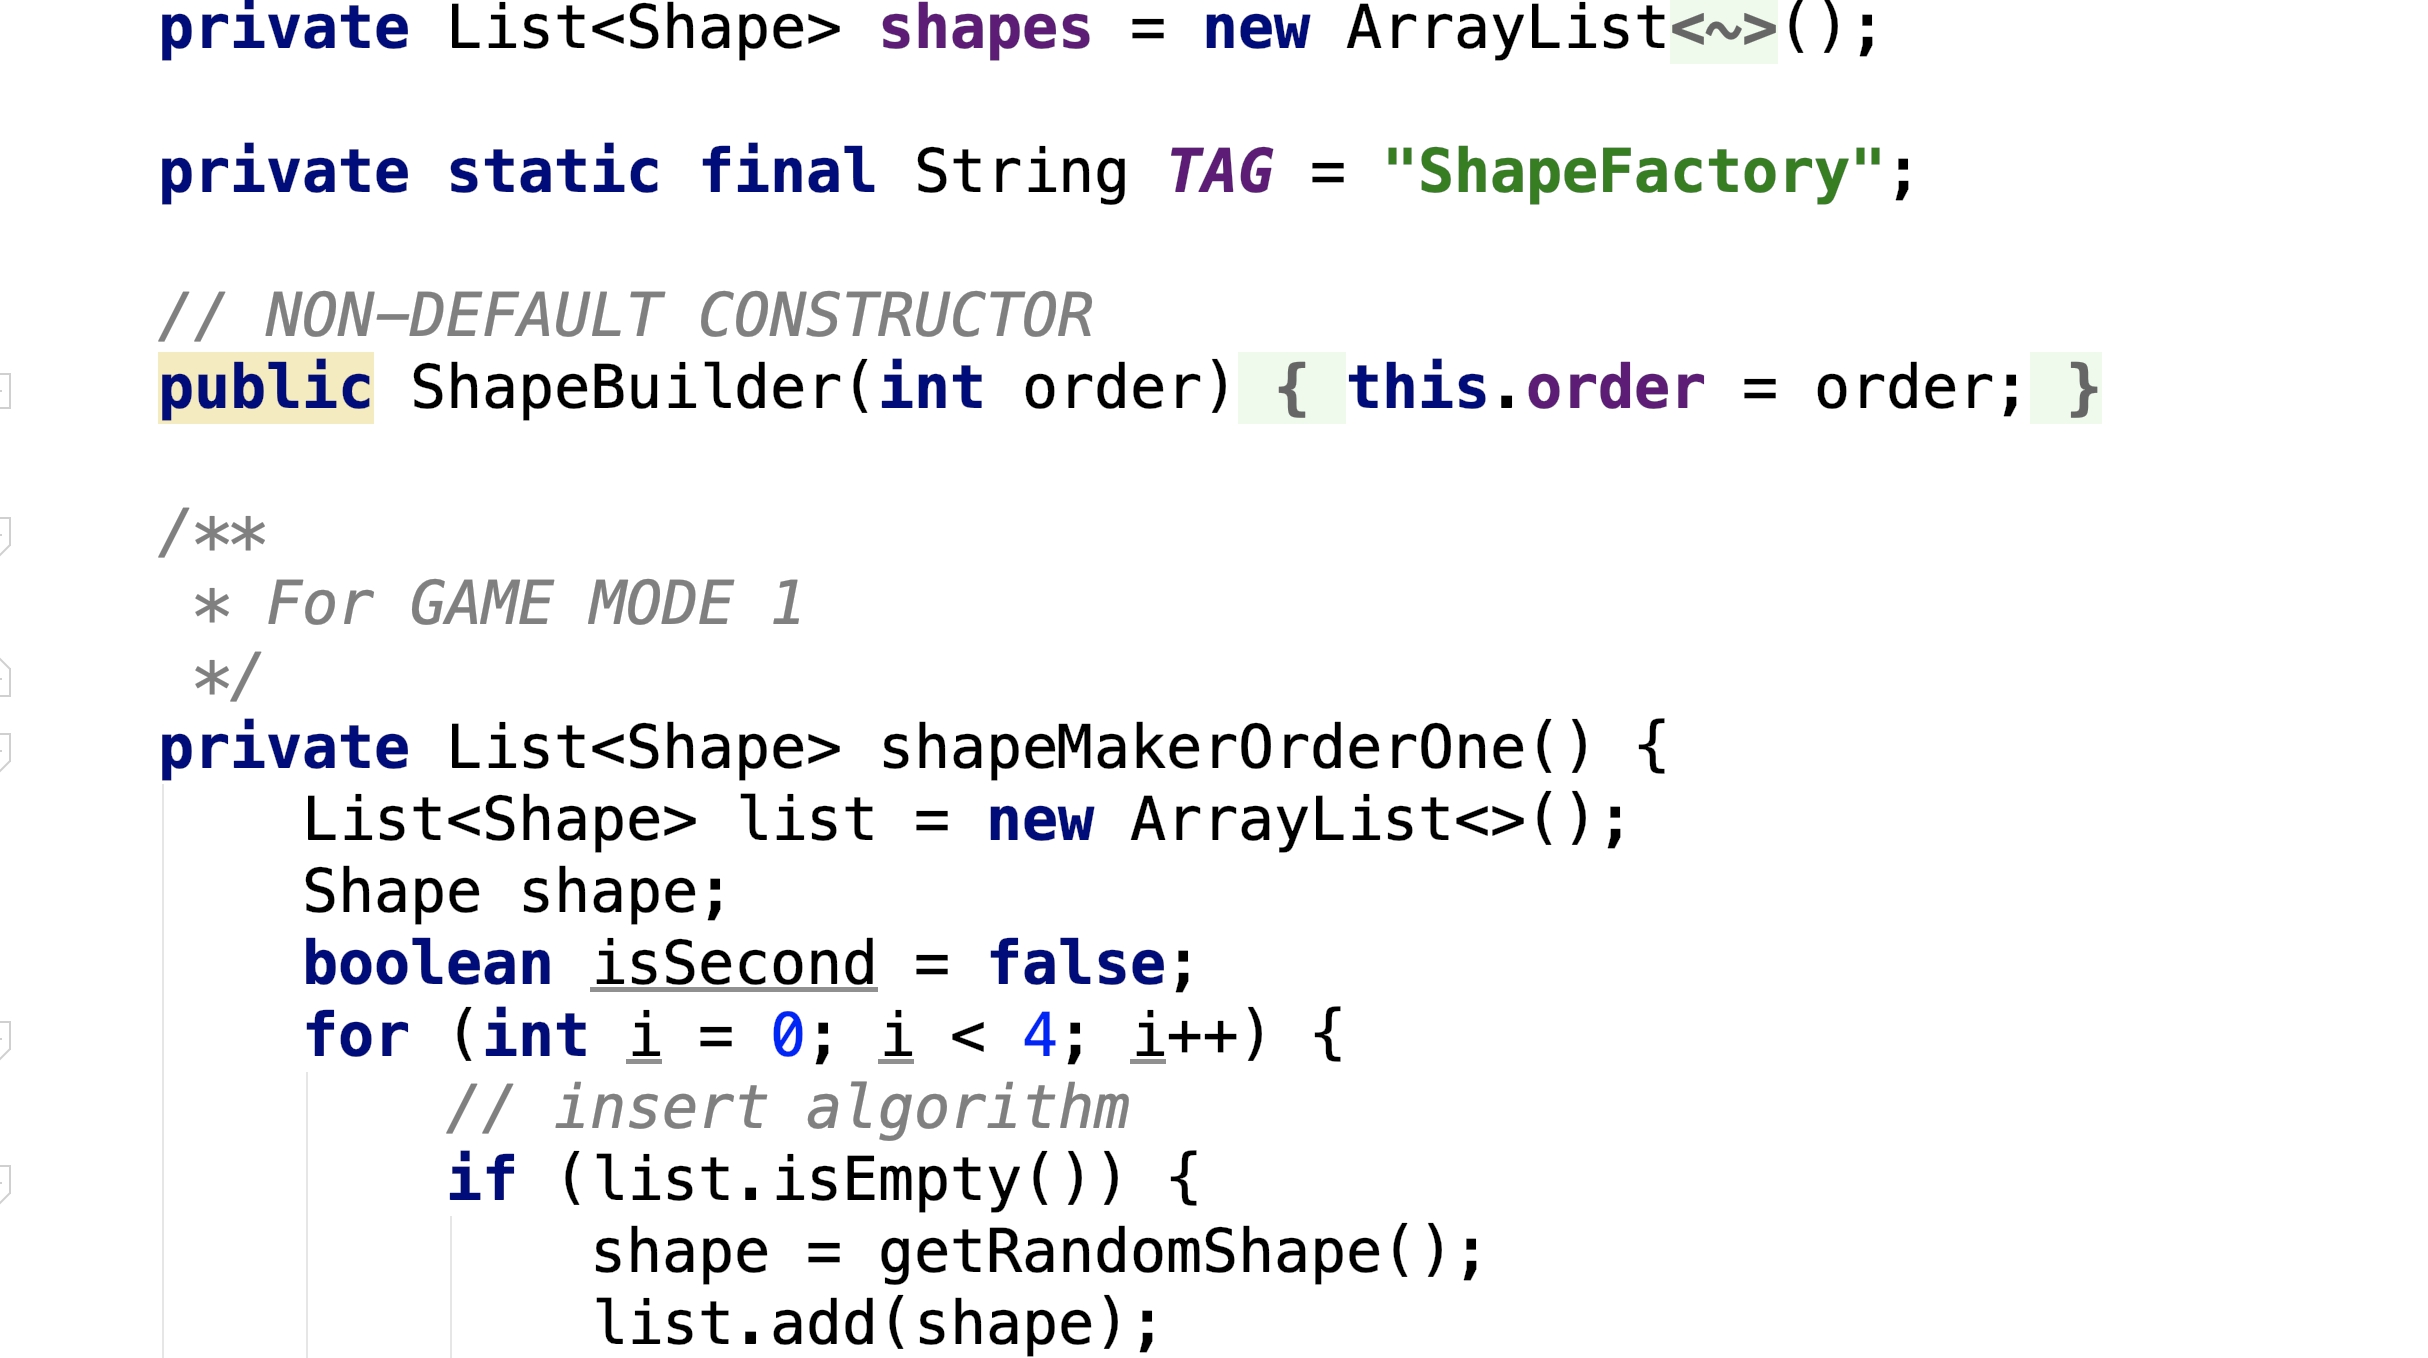 private List<Shape> shapes = new ArrayList<~>();
private static final String TAG = "ShapeFactory";
// NON-DEFAULT CONSTRUCTOR
public ShapeBuilder(int order) { this.order = order; }
/**
* For GAME MODE 1
*/
private List<Shape> shapeMakerOrderOne() {
List<Shape> list = new ArrayList<>();
Shape shape;
boolean isSecond = false;
for (int i = 0; i < 4; i++) {
// insert algorithm
if (list.isEmpty()) {
shape = getRandomShape();
list.add(shape);